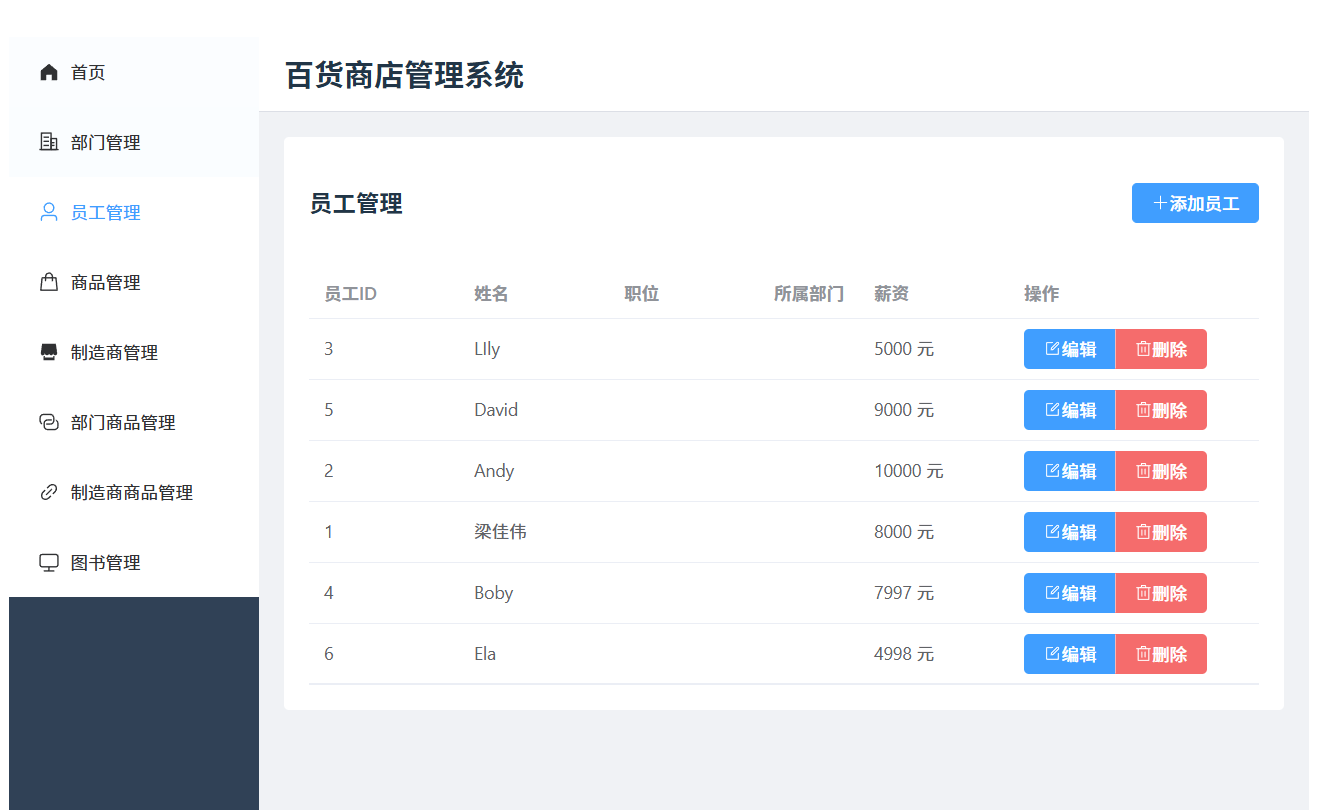 首页
部门管理
员工管理
商品管理
制造商管理
部门商品管理
制造商商品管理
图书管理
百货商店管理系统
员工管理
添加员工
员工ID 姓名 职位 所属部门 薪资 操作
3 LIly 5000 元 编辑 删除
5 David 9000 元 编辑 删除
2 Andy 10000 元 编辑 删除
1 梁佳伟 8000 元 编辑 删除
4 Boby 7997 元 编辑 删除
6 Ela 4998 元 编辑 删除